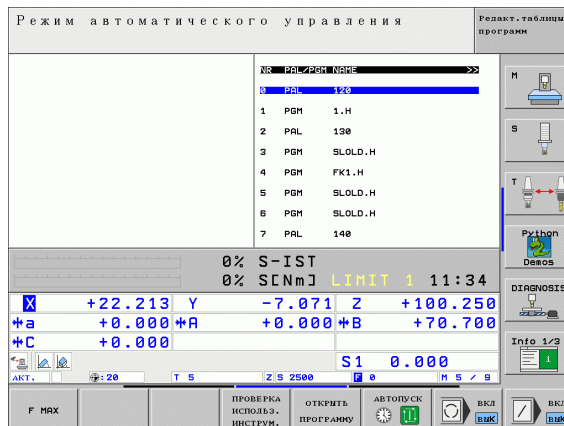 Режим автоматического управления
Редакт.таблицы
программ
NR PAL/PGM NAME >>
0 PAL 120
1 PGM 1.H
2 PAL 130
3 PGM SLOLD.H
4 PGM FK1.H
5 PGM SLOLD.H
6 PGM SLOLD.H
7 PAL 140
M
S
T
Python
Demos
DIAGNOSIS
Info 1/3
0% S-IST
0% S[Nm] LIMIT 1 11:34
X +22.213 Y -7.071 Z +100.250
a +0.000 A +0.000 B +70.700
C +0.000
S1 0.000
АКТ. : 20 T 5 Z S 2500 F 0 M 5 / 9
F MAX
ПРОВЕРКА
ИСПОЛЬЗ.
ИНСТРУМ.
ОТКРЫТЬ
ПРОГРАММУ
АВТОПУСК
ВКЛ
ВЫК
ВКЛ
ВЫК